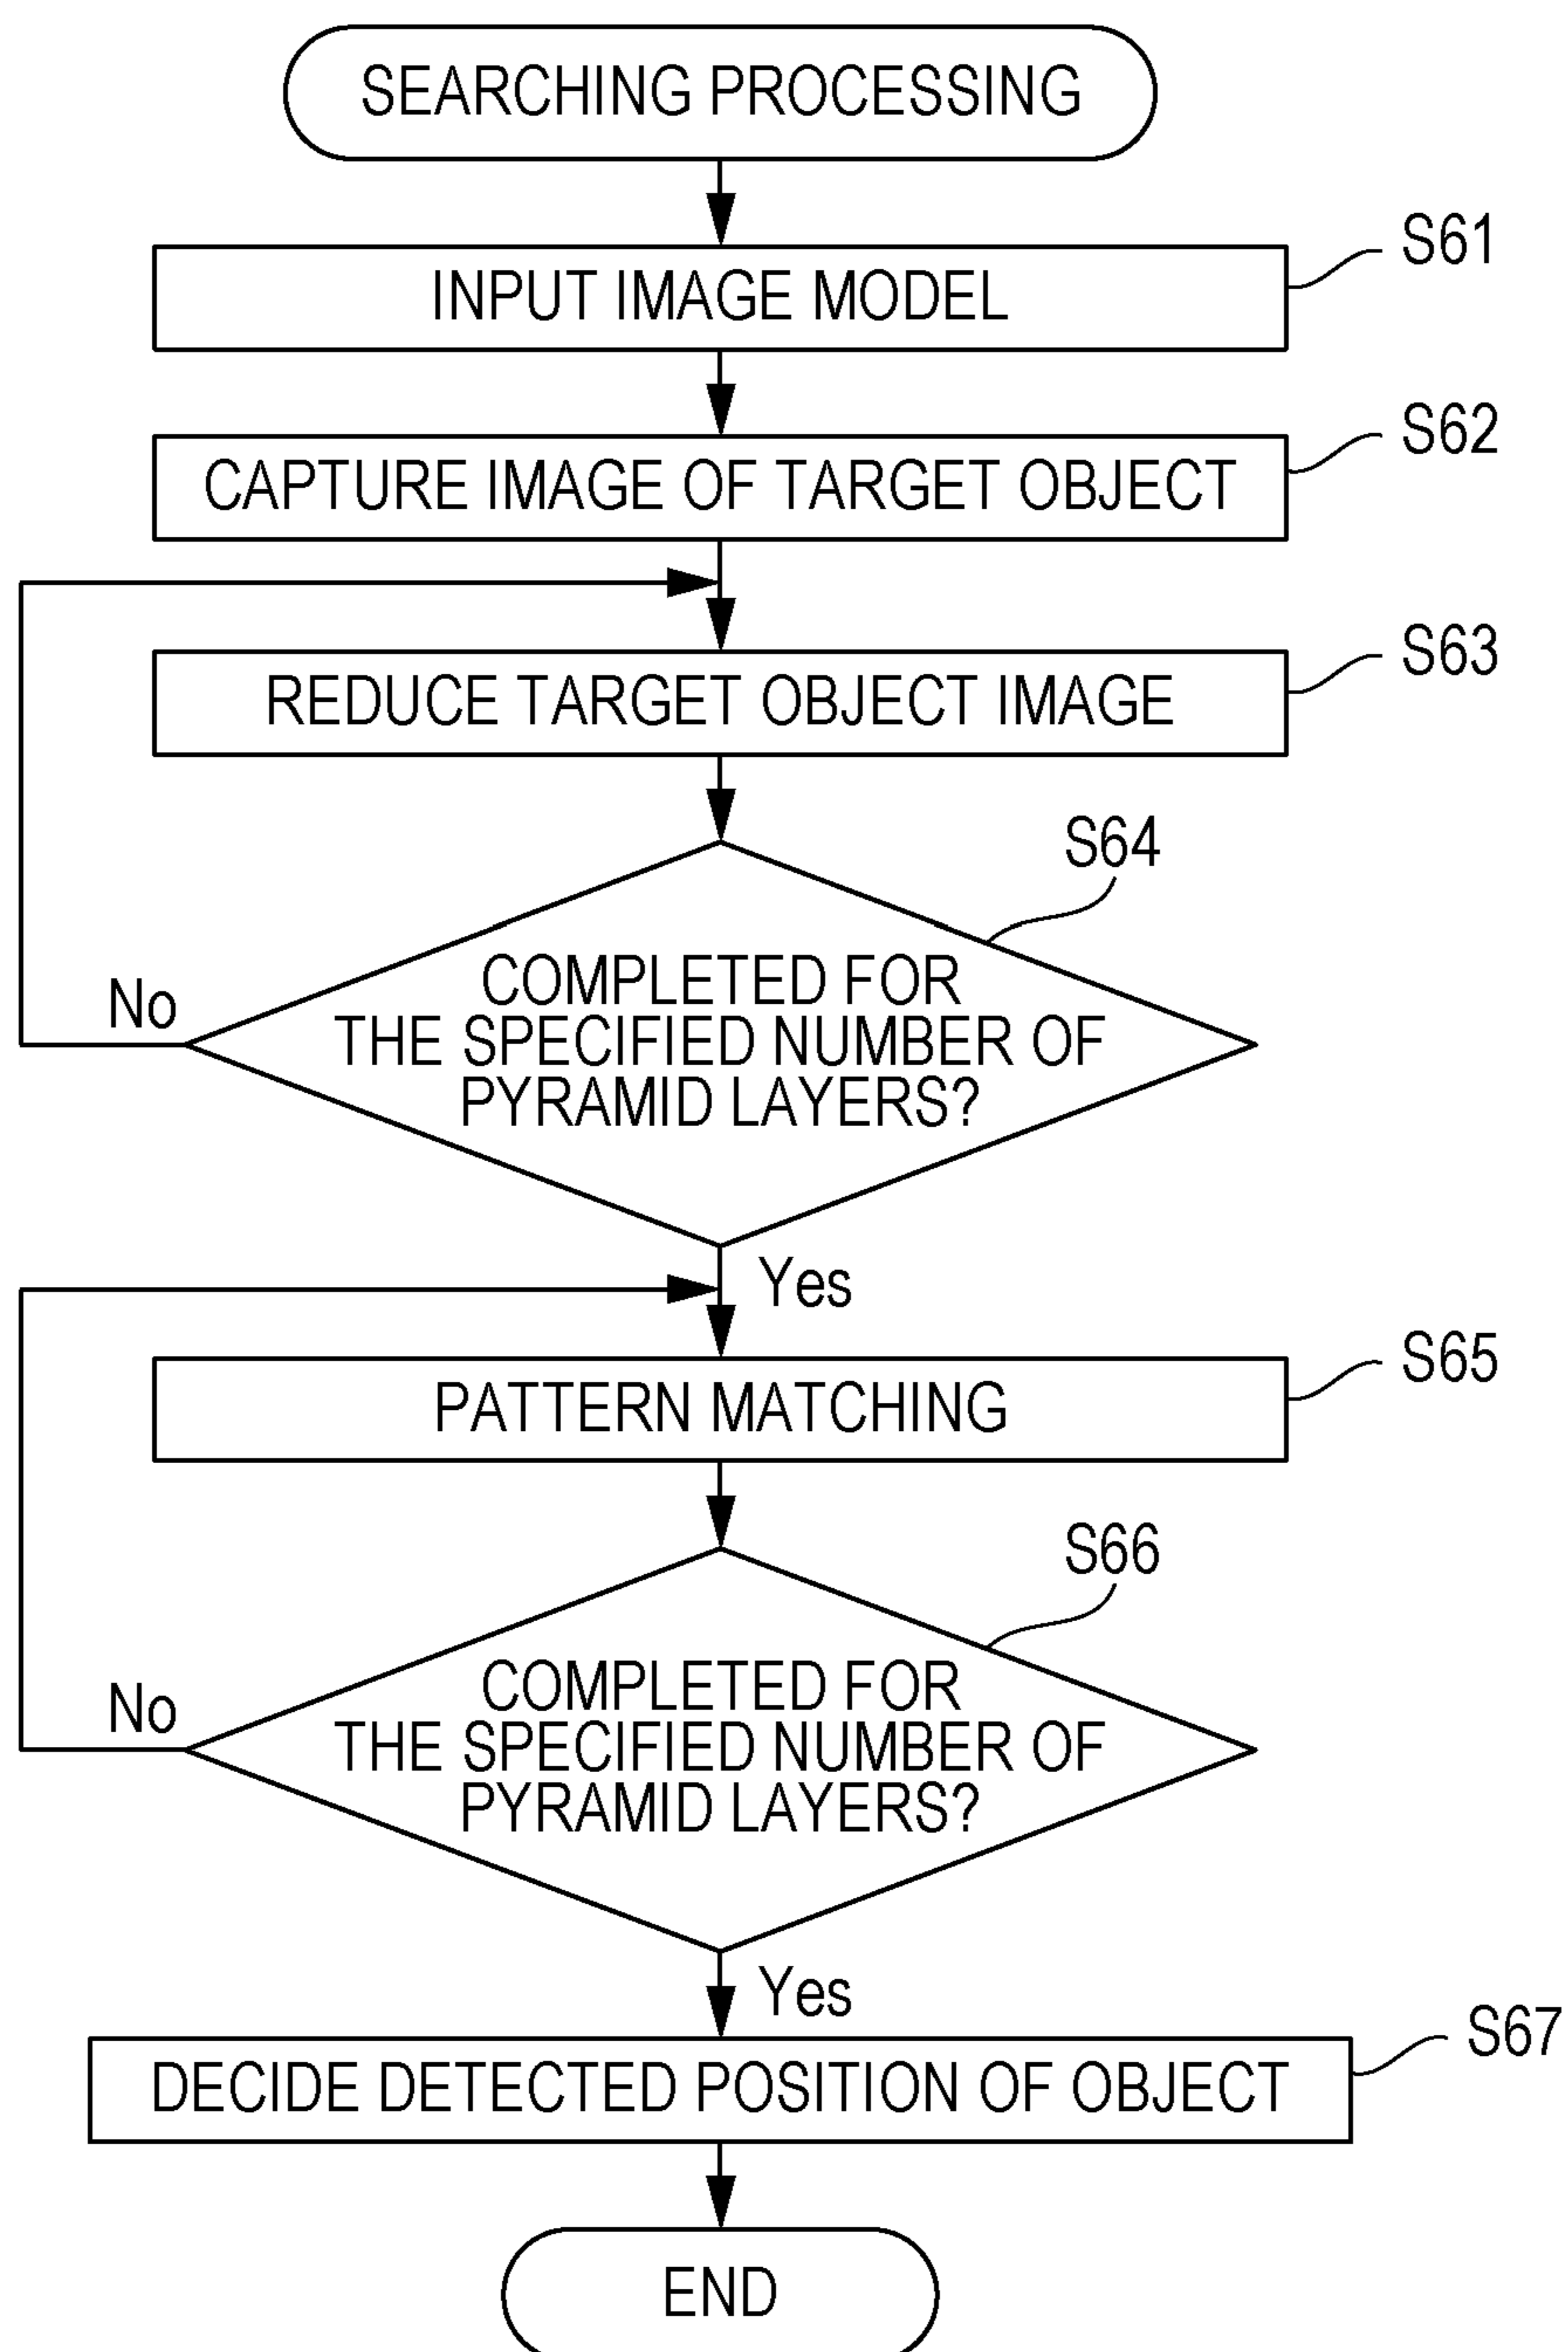 SEARCHING PROCESSING
S61
INPUT IMAGE MODEL
S62
CAPTURE IMAGE OF TARGET OBJECT
S63
REDUCE TARGET OBJECT IMAGE
S64
COMPLETED FOR
THE SPECIFIED NUMBER OF
PYRAMID LAYERS?
No
Yes
S65
PATTERN MATCHING
S66
COMPLETED FOR
THE SPECIFIED NUMBER OF
PYRAMID LAYERS?
No
Yes
S67
DECIDE DETECTED POSITION OF OBJECT
END